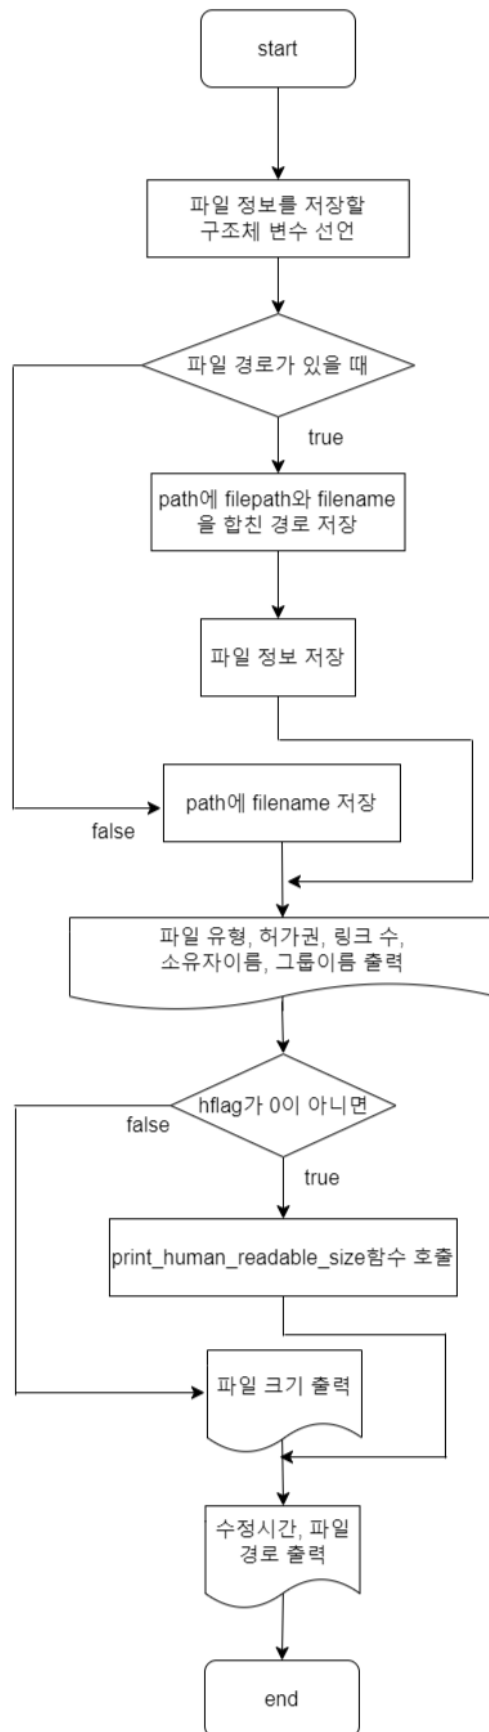 start
파일 정보를 저장할
구조체 변수 선언
파일 경로가 있을 때
true
path에 filepath와 filename
을 합친 경로 저장
파일 정보 저장
path에 filename 저장
false
파일 유형, 허가권, 링크 수,
소유자이름, 그룹이름 출력
hflag가 0이 아니면
false
true
print_human_readable_size함수 호출
파일 크기 출력
수정시간, 파일
경로 출력
end